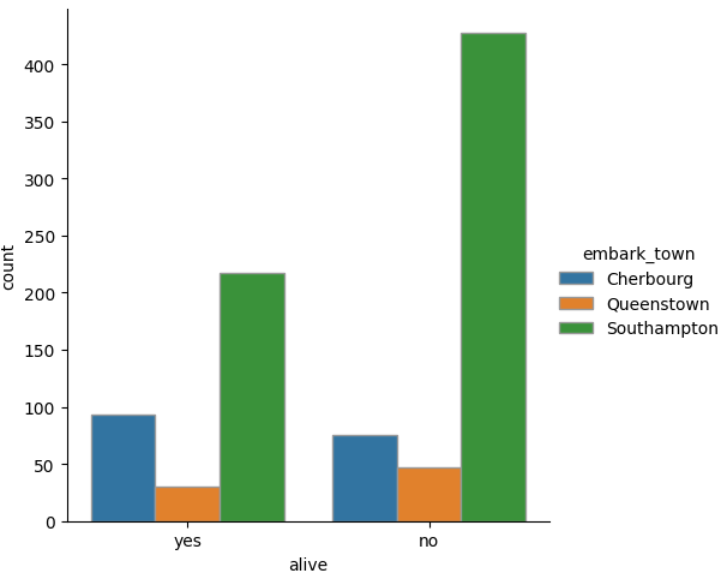 400
350
300
250
200
150
100
50
0
count
yes no
alive
embark_town
Cherbourg
Queenstown
Southampton